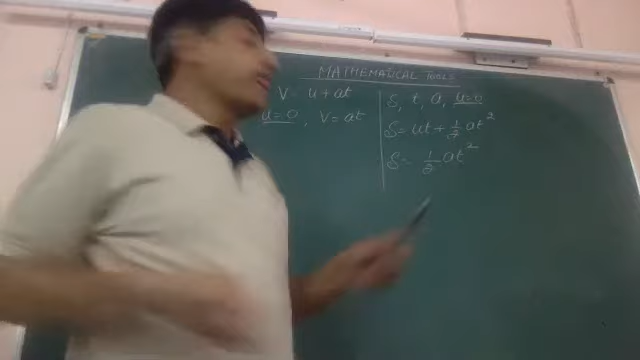 MATHEMATICAL TOOLS
V = u + at
u = 0, V = at
S, t, a, u=0
S = ut + 1/2 at²
S = 1/2 at²